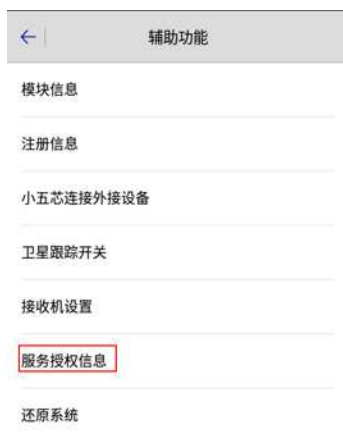 辅助功能
模块信息
注册信息
小五芯连接外接设备
卫星跟踪开关
接收机设置
服务授权信息
还原系统